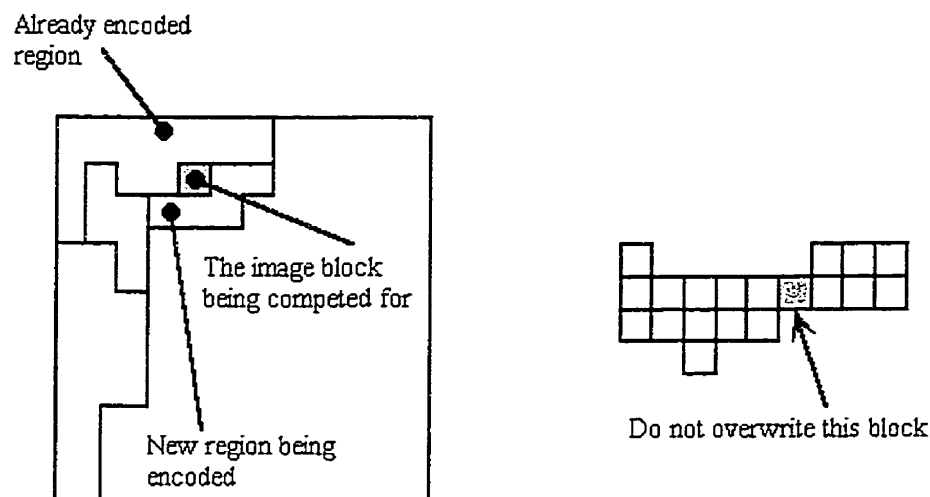 Already encoded
region
The image block
being competed for
New region being
encoded
Do not overwrite this block